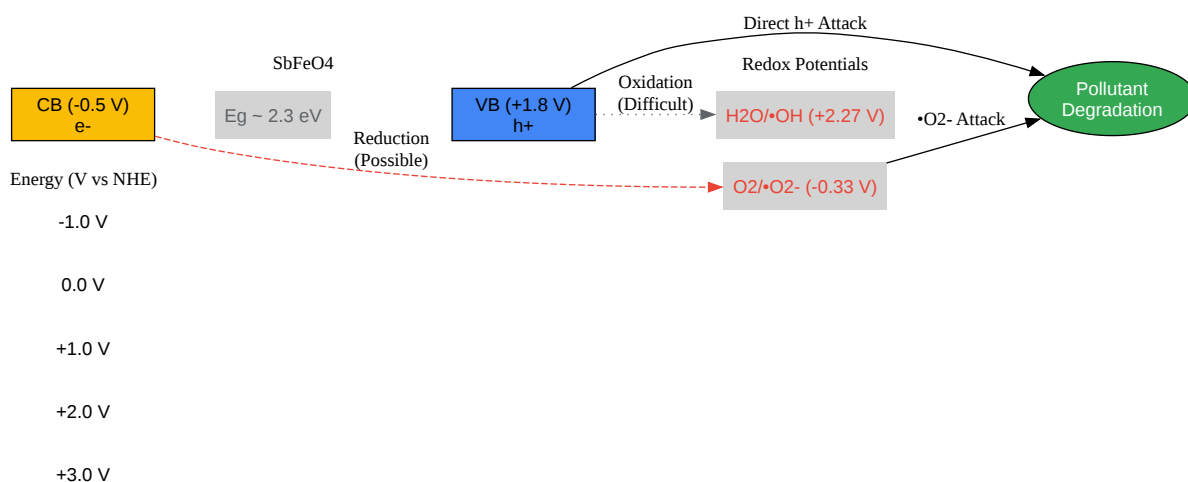 Direct h+ Attack
SbFeO4
Redox Potentials
CB (-0.5 V)
e-
Eg ~ 2.3 eV
VB (+1.8 V)
h+
Oxidation
(Difficult)
H2O/•OH (+2.27 V)
Pollutant
Degradation
•O2- Attack
Reduction
(Possible)
O2/•O2- (-0.33 V)
Energy (V vs NHE)
-1.0 V
0.0 V
+1.0 V
+2.0 V
+3.0 V